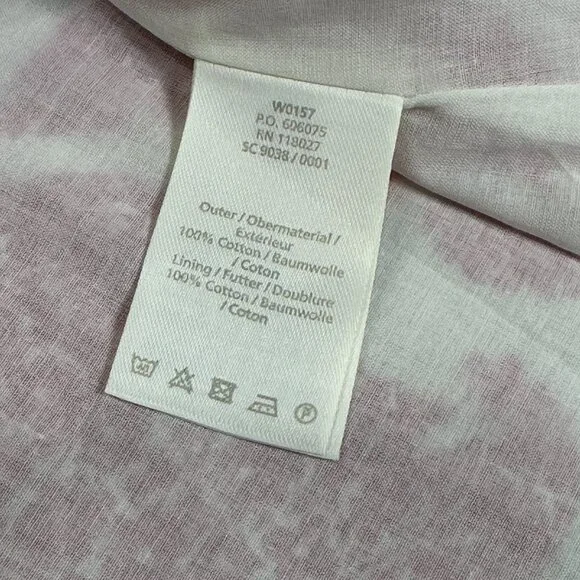 W0157
P.O. 606075
RN 118027
SC 9038 / 0001
Outer / Obermaterial /
Extérieur
100% Cotton / Baumwolle
/ Coton
Lining / Futter / Doublure
100% Cotton / Baumwolle
/ Coton
F